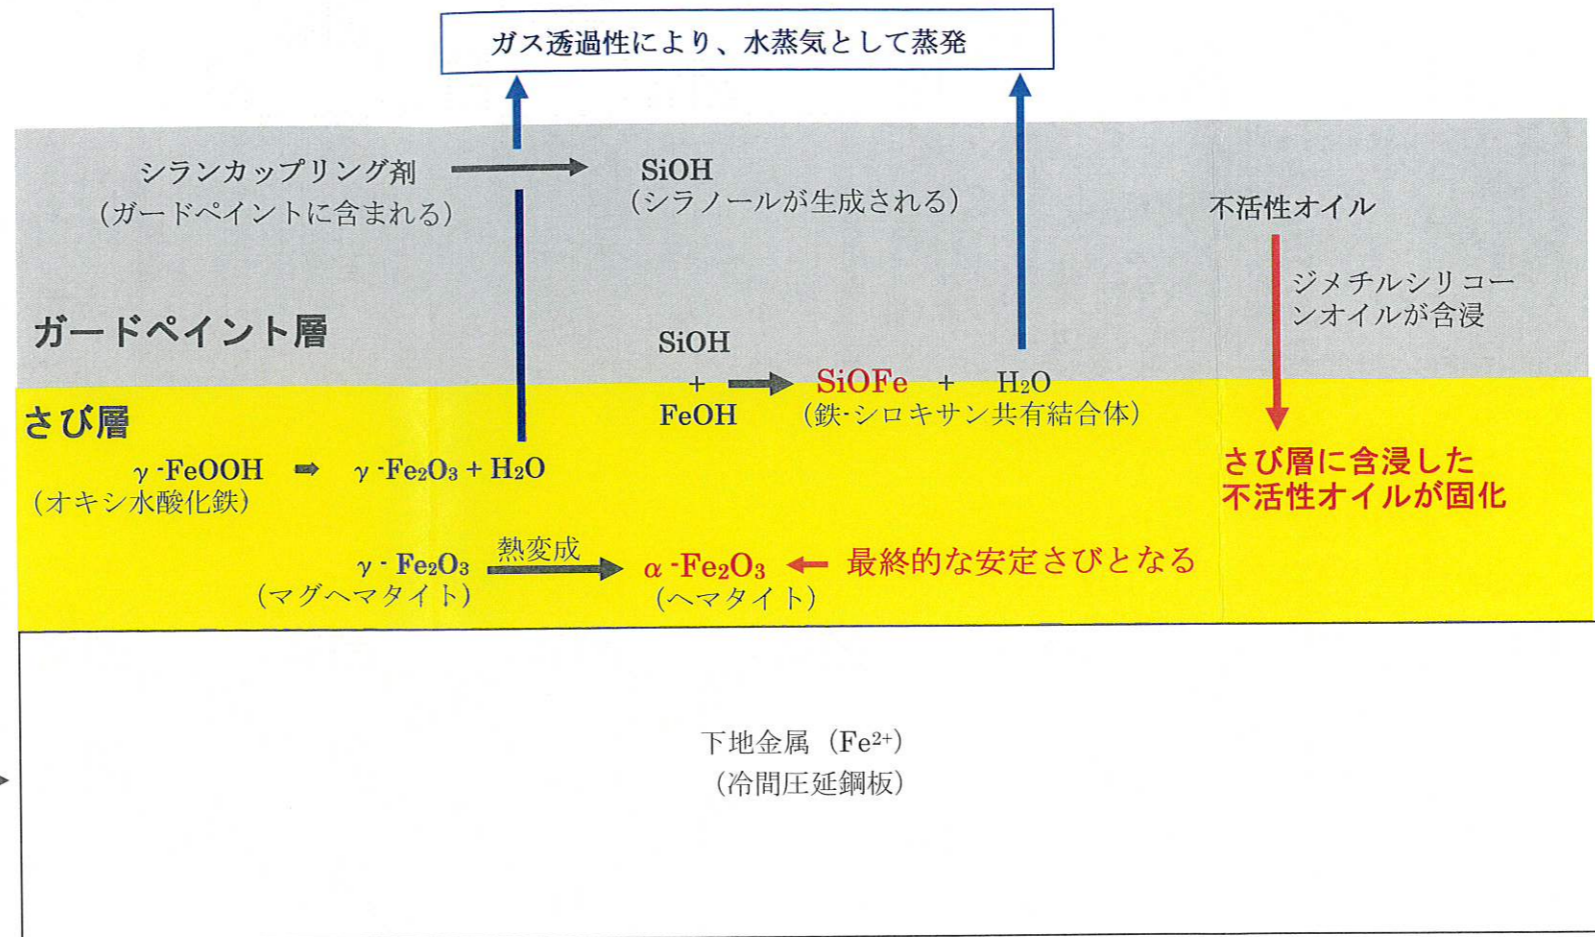 ガス透過性により、水蒸気として蒸発
シランカップリング剤
(ガードペイントに含まれる)
SiOH
(シラノールが生成される)
不活性オイル
ジメチルシリコー
ンオイルが含浸
ガードペイント層
SiOH
+
FeOH
SiOFe + H₂O
(鉄-シロキサン共有結合体)
さび層
γ-FeOOH ➡ γ-Fe₂O₃ + H₂O
(オキシ水酸化鉄)
さび層に含浸した
不活性オイルが固化
γ- Fe₂O₃
(マグヘマタイト)
熱変成
α-Fe₂O₃
(ヘマタイト)
最終的な安定さびとなる
下地金属(Fe²⁺)
(冷間圧延鋼板)